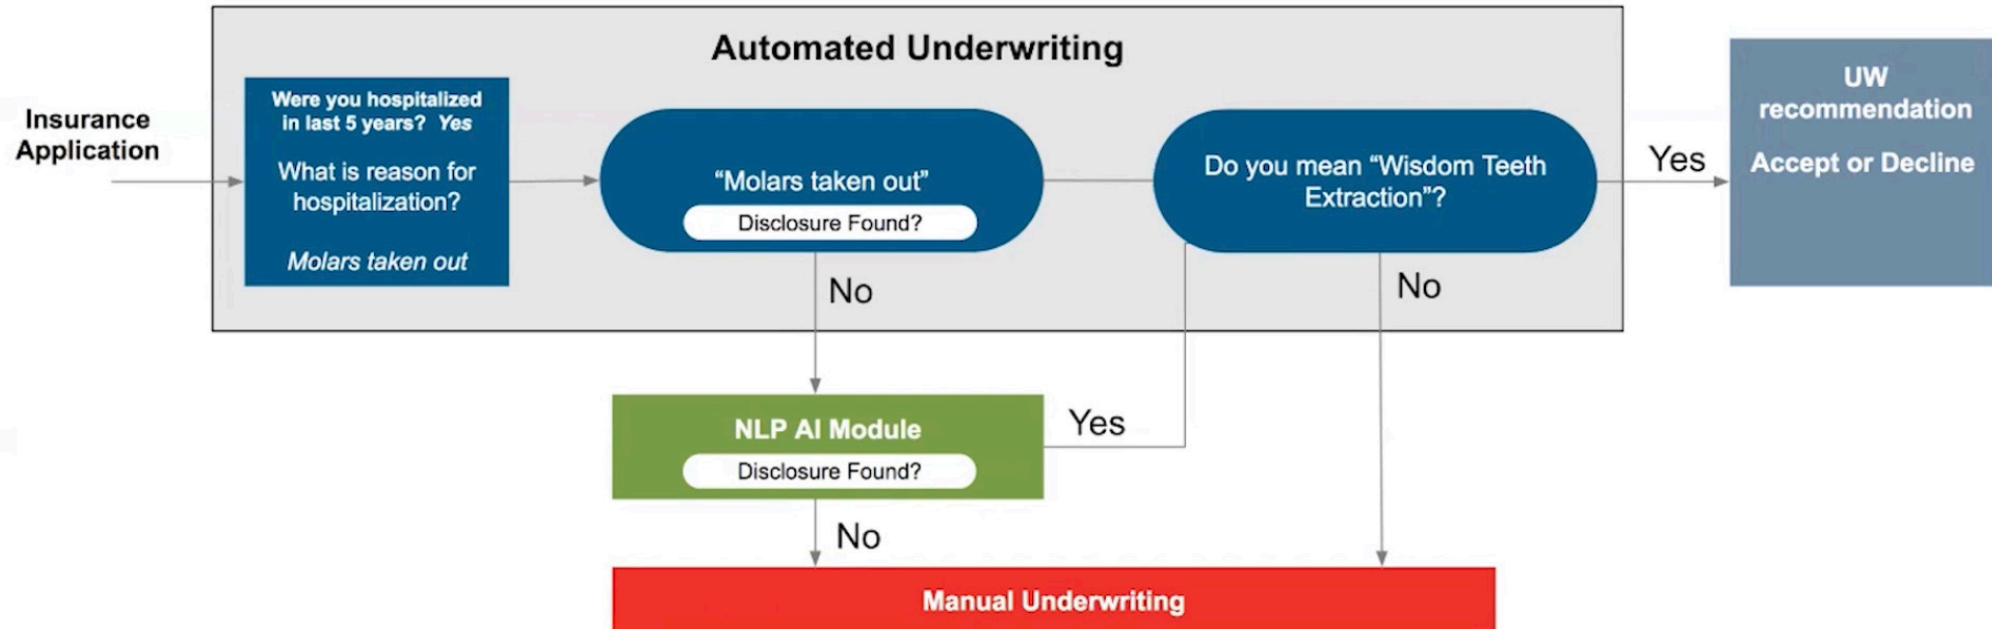 Automated Underwriting
Insurance
Application
Were you hospitalized
in last 5 years? Yes
What is reason for
hospitalization?
Molars taken out
“Molars taken out”
Disclosure Found?
No
Do you mean “Wisdom Teeth
Extraction”?
No
Yes
UW
recommendation
Accept or Decline
NLP AI Module
Disclosure Found?
Yes
No
Manual Underwriting